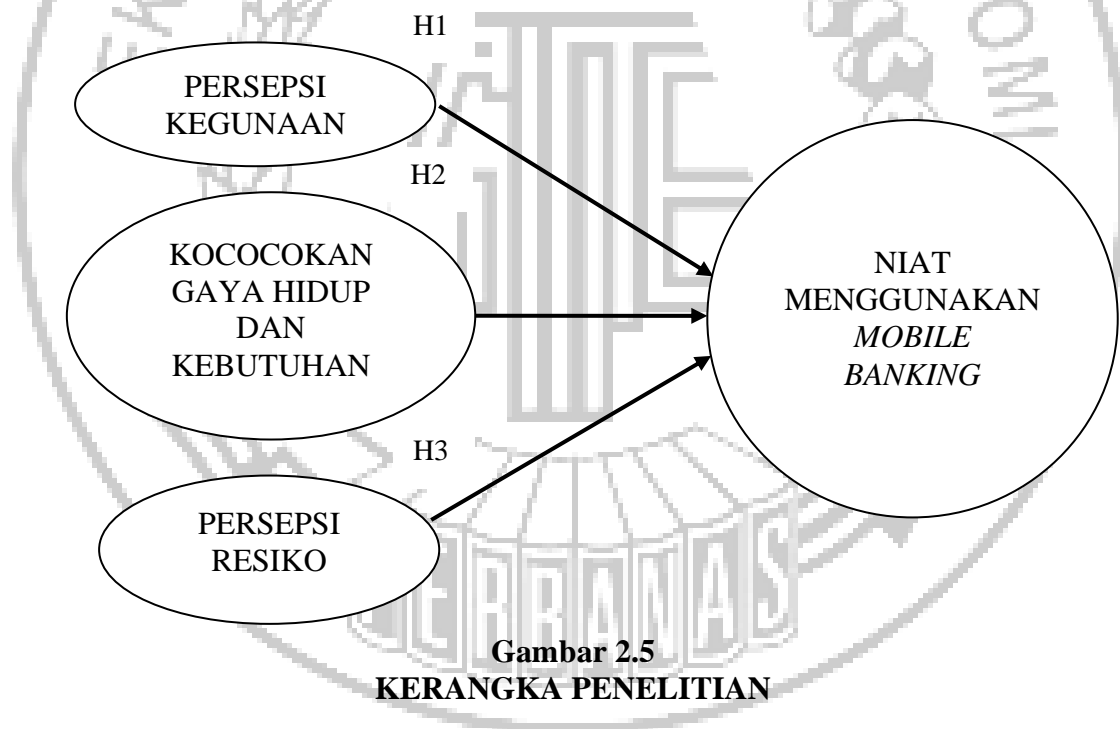 H1
PERSEPSI
KEGUNAAN
H2
KOCOCOKAN
GAYA HIDUP
DAN
KEBUTUHAN
NIAT
MENGGUNAKAN
MOBILE
BANKING
H3
PERSEPSI
RESIKO
PERBANAS
Gambar 2.5
KERANGKA PENELITIAN